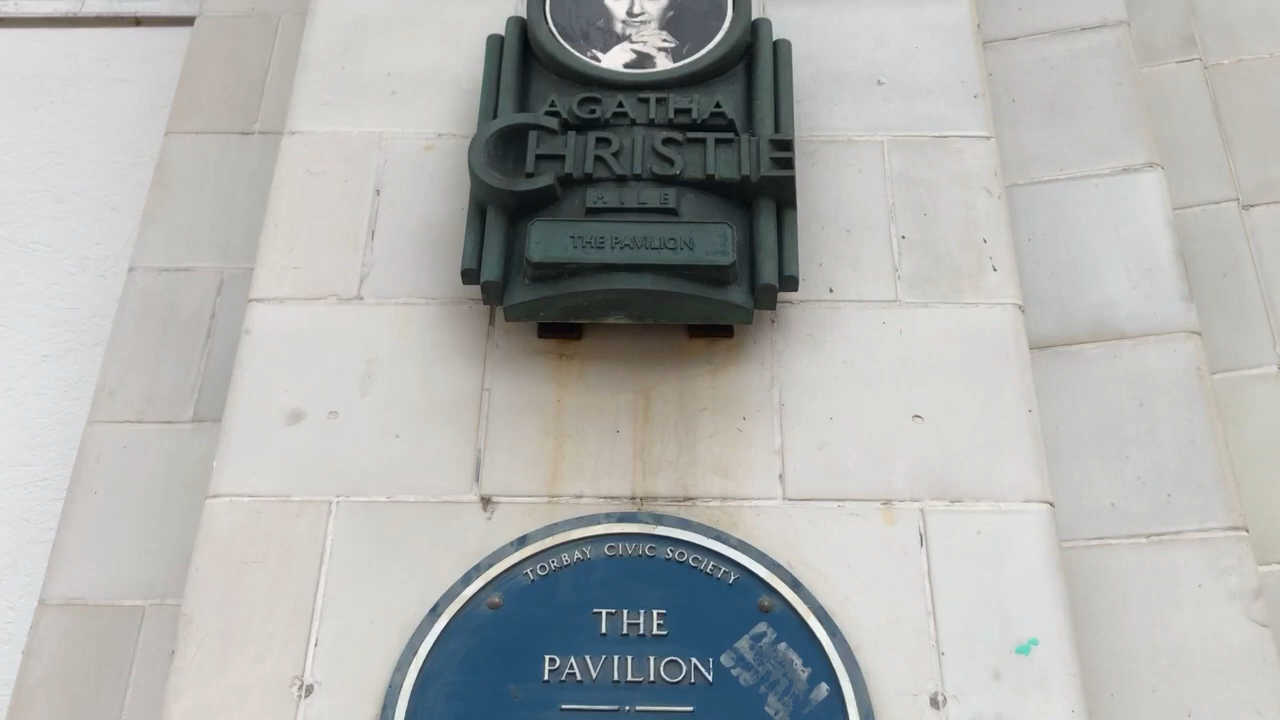 AGATHA
CHRISTIE
MILE
THE PAVILION
TORBAY CIVIC SOCIETY
THE
PAVILION